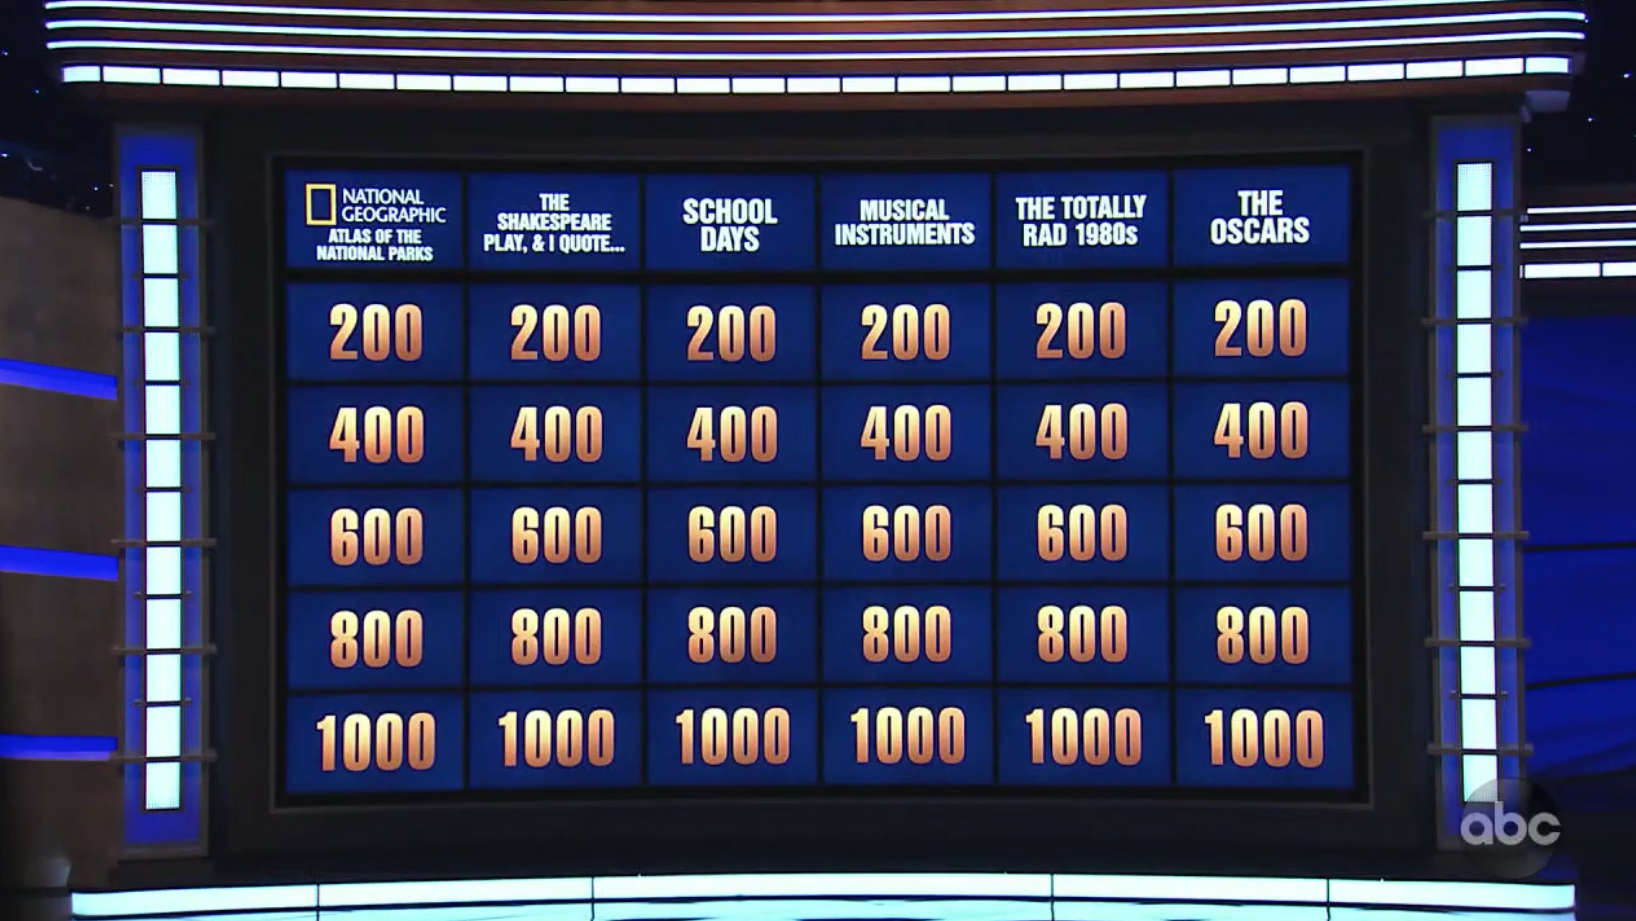 NATIONAL
GEOGRAPHIC
ATLAS OF THE
NATIONAL PARKS
THE
SHAKESPEARE
PLAY, & I QUOTE...
SCHOOL
DAYS
MUSICAL
INSTRUMENTS
THE TOTALLY
RAD 1980s
THE
OSCARS
200 200 200 200 200 200
400 400 400 400 400 400
600 600 600 600 600 600
800 800 800 800 800 800
1000 1000 1000 1000 1000 1000
abc